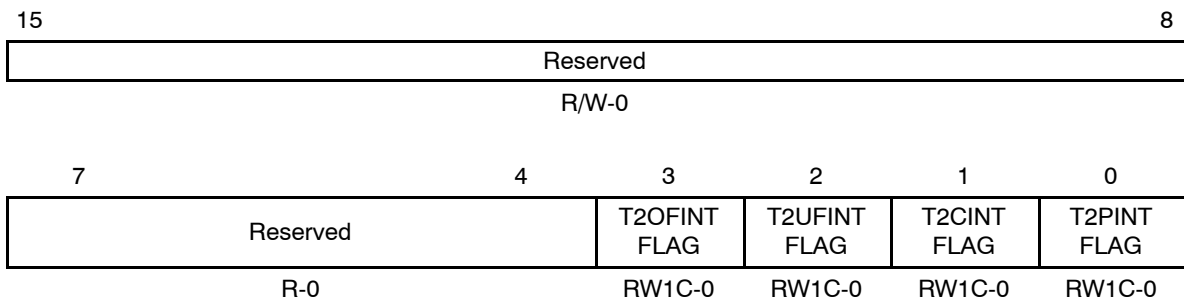 15 8
Reserved
R/W-0
7 4 3 2 1 0
Reserved T2OFINT FLAG T2UFINT FLAG T2CINT FLAG T2PINT FLAG
R-0 RW1C-0 RW1C-0 RW1C-0 RW1C-0